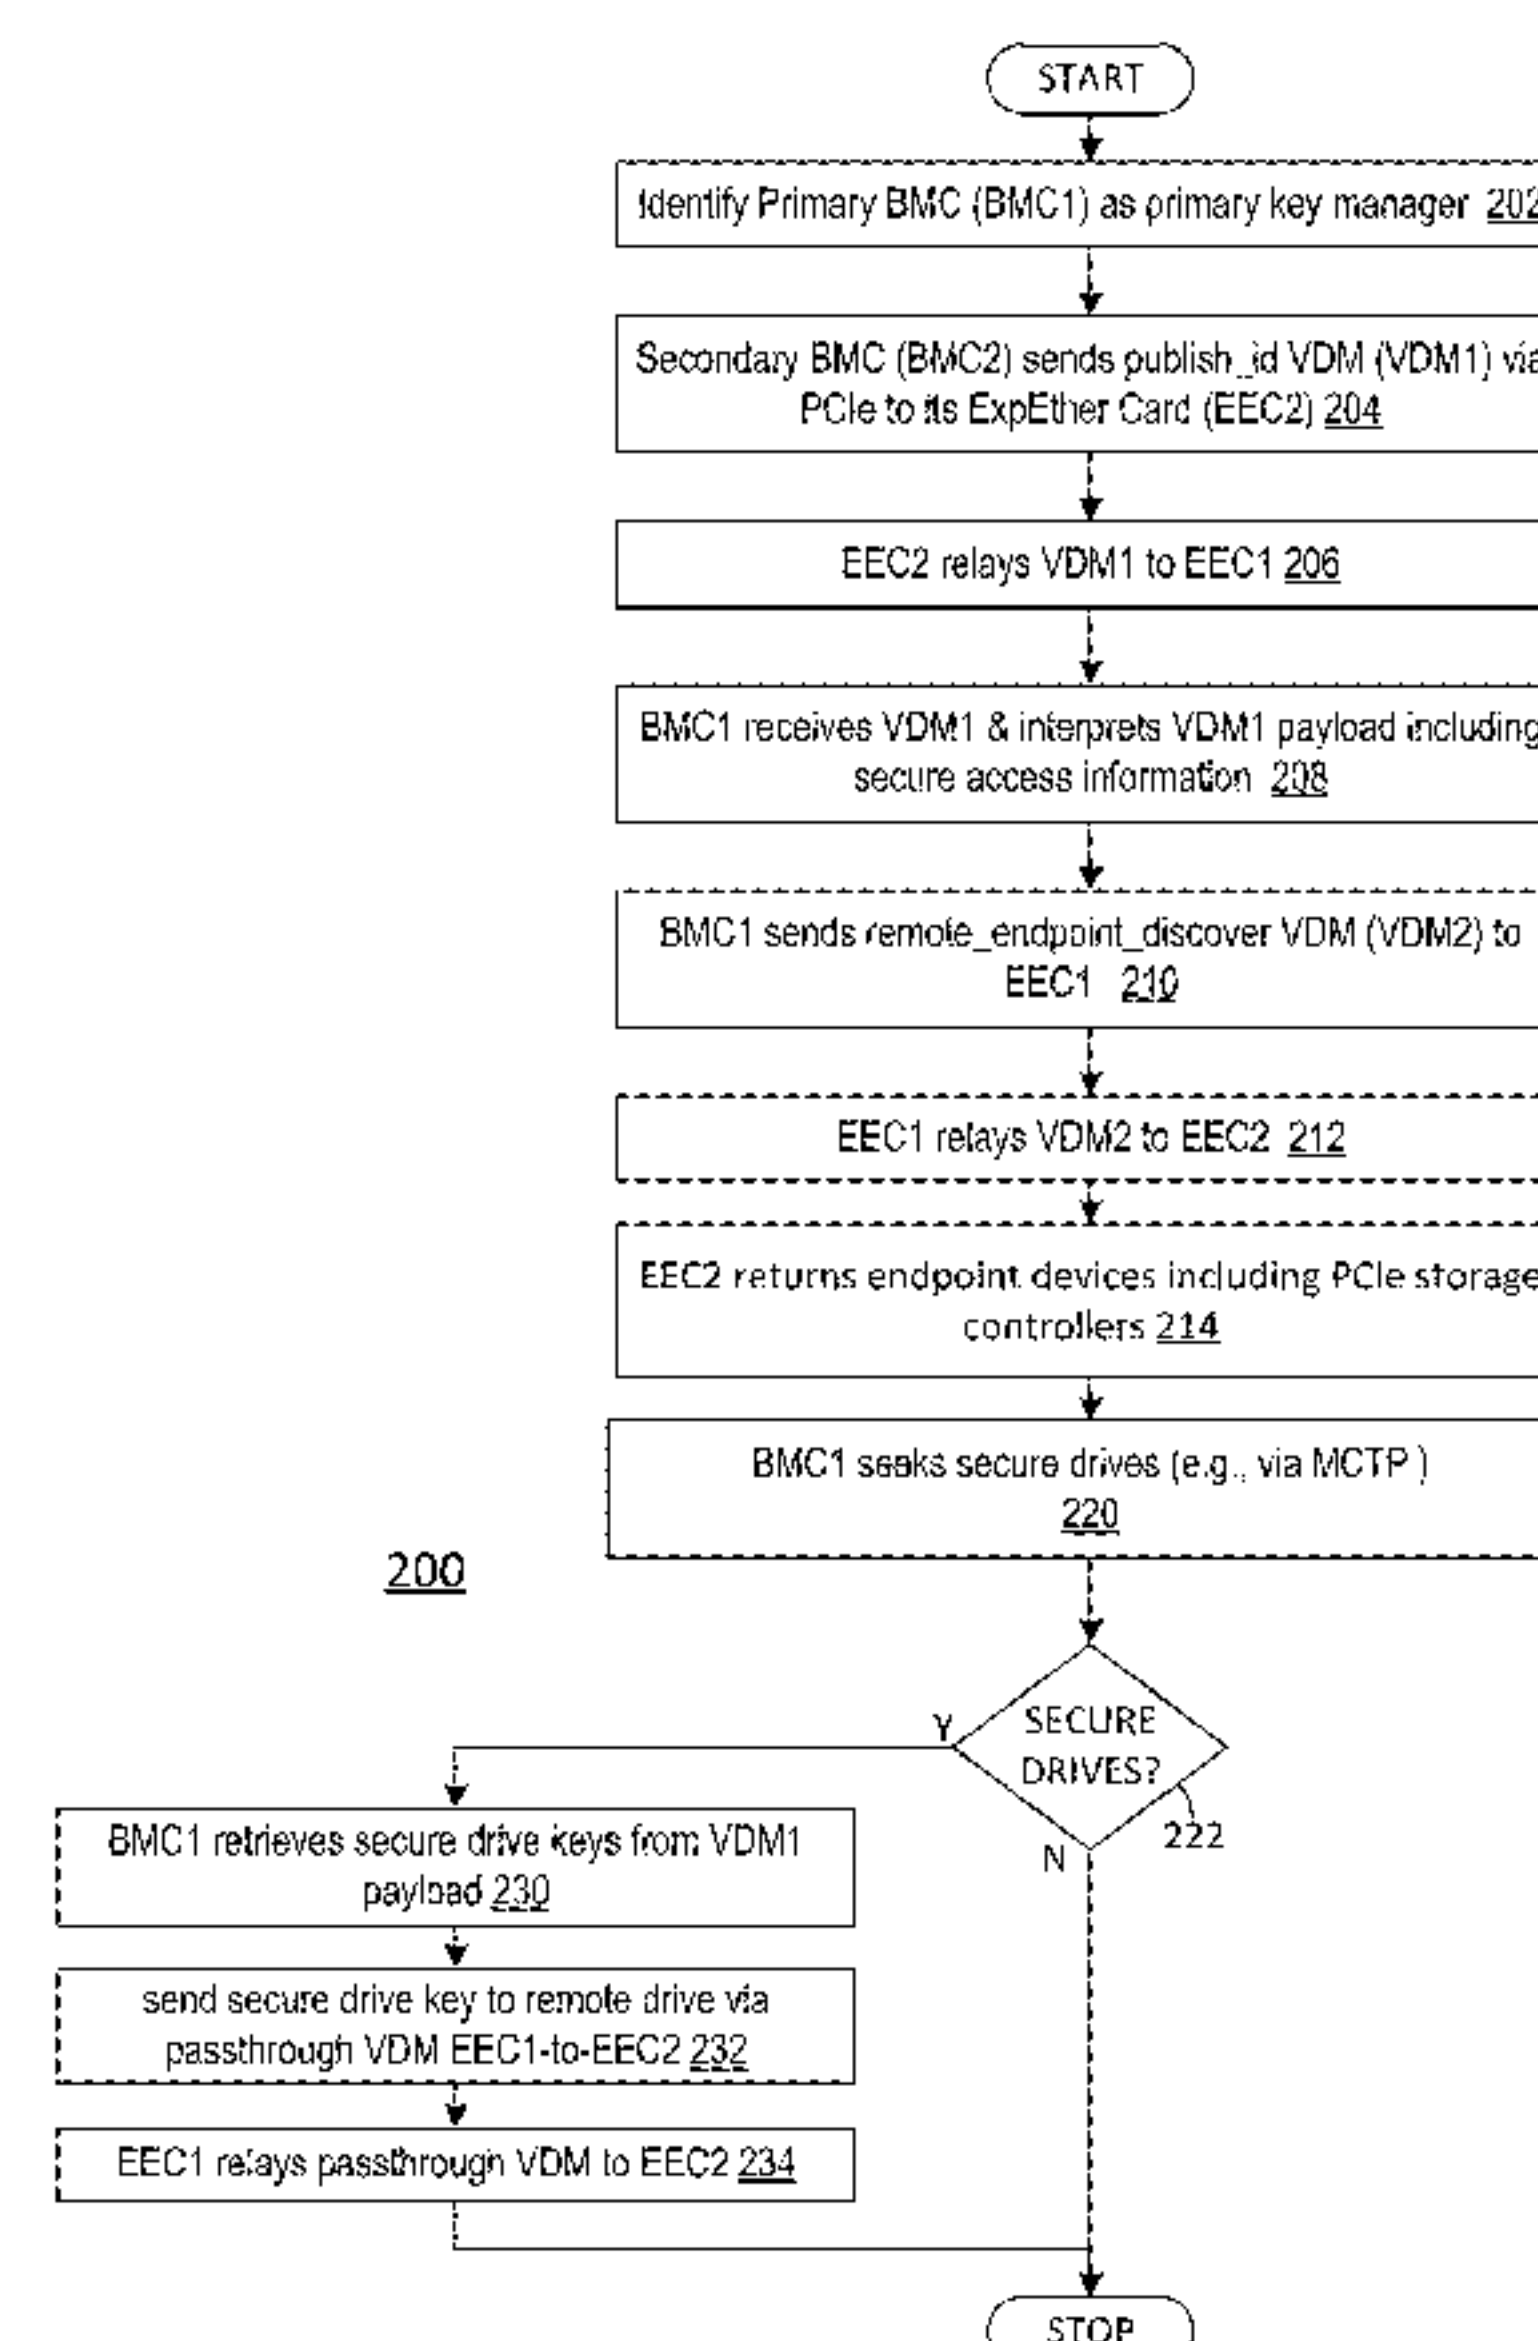 START
Identify Primary BMC (BMC1) as primary key manager 202
Secondary BMC (BMC2) sends publish_id VDM (VDM1) via
PCIe to its ExpEther Card (EEC2) 204
EEC2 relays VDM1 to EEC1 206
BMC1 receives VDM1 & interprets VDM1 payload including
secure access information 208
BMC1 sends remote_endpoint_discover VDM (VDM2) to
EEC1 210
EEC1 relays VDM2 to EEC2 212
EEC2 returns endpoint devices including PCIe storage
controllers 214
BMC1 seeks secure drives (e.g., via MCTP )
220
200
SECURE
DRIVES?
Y
N
222
BMC1 retrieves secure drive keys from VDM1
payload 230
send secure drive key to remote drive via
passthrough VDM EEC1-to-EEC2 232
EEC1 relays passthrough VDM to EEC2 234
STOP